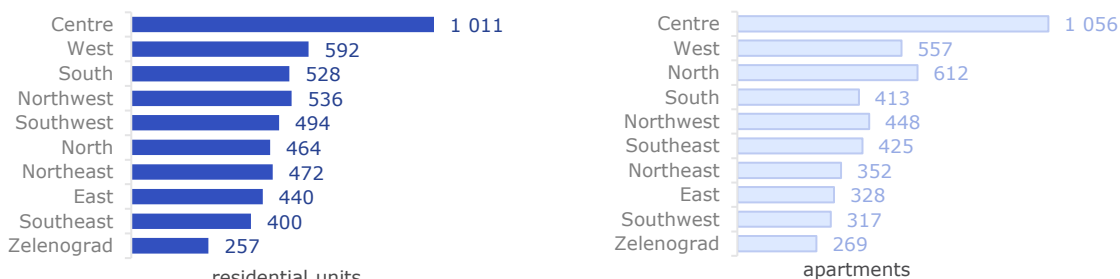 Centre 1 011
West 592
South 528
Northwest 536
Southwest 494
North 464
Northeast 472
East 440
Southeast 400
Zelenograd 257
residential units
Centre 1 056
West 557
North 612
South 413
Northwest 448
Southeast 425
Northeast 352
East 328
Southwest 317
Zelenograd 269
apartments